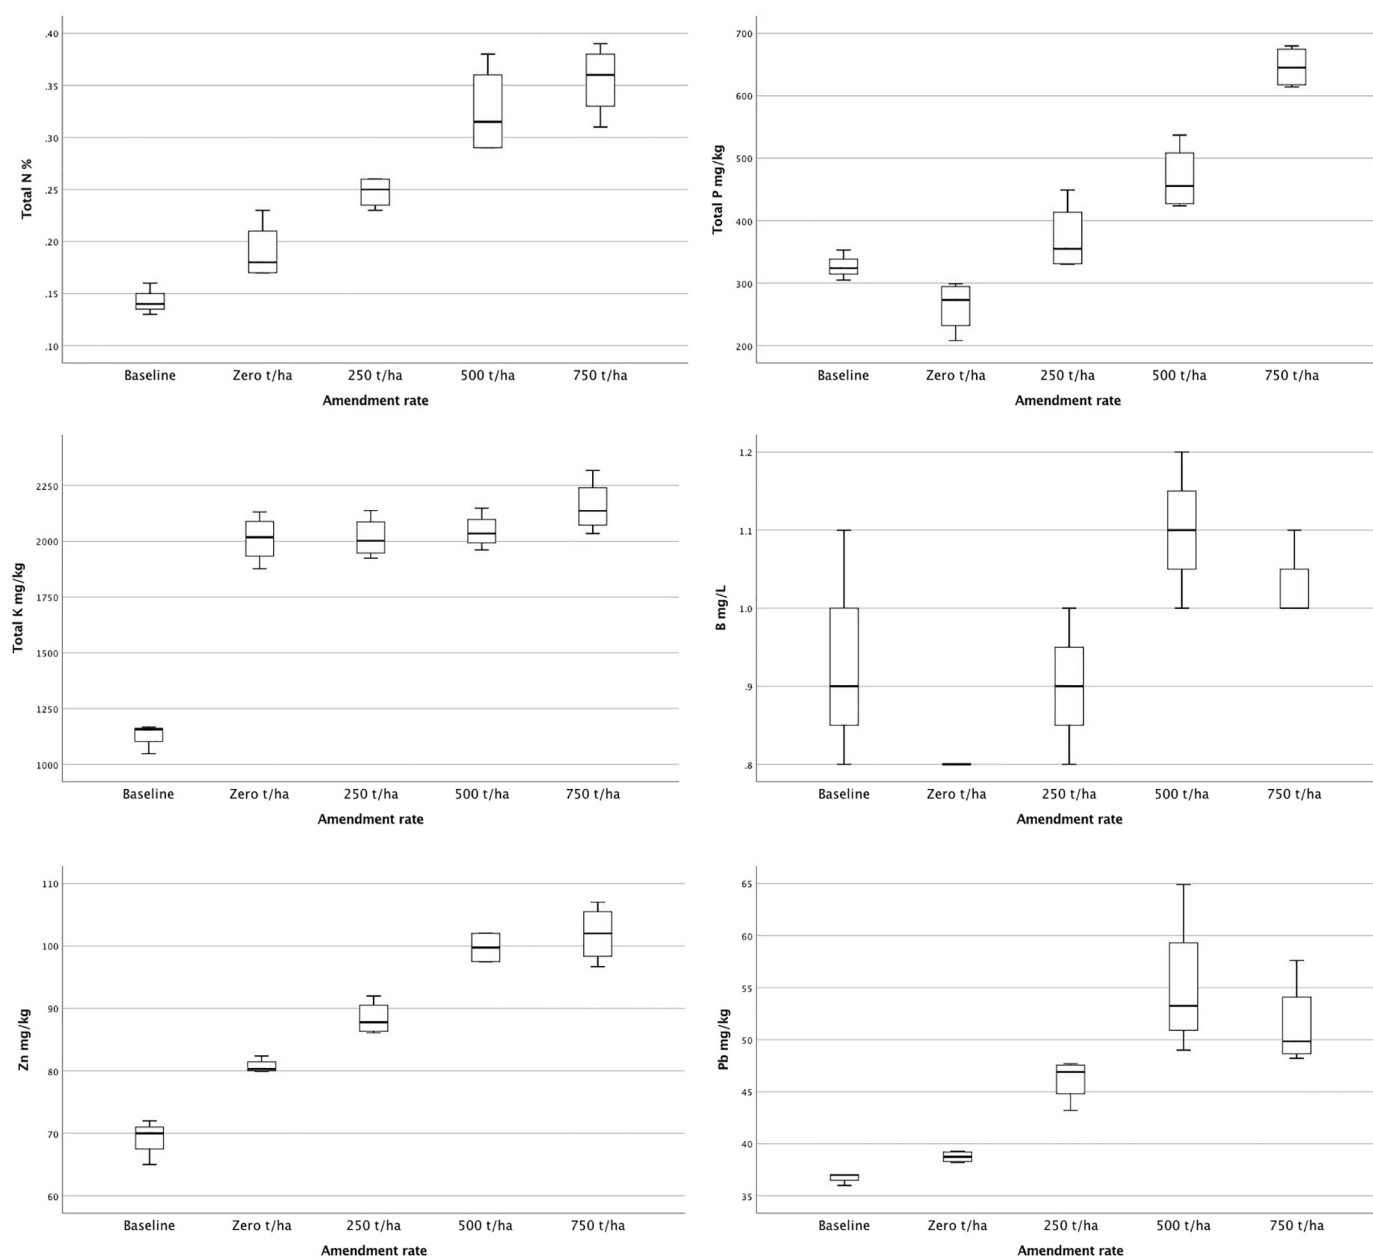 .40
.35
.30
.25
.20
.15
.10
Total N %
Baseline Zero t/ha 250 t/ha 500 t/ha 750 t/ha
Amendment rate
700
600
500
400
300
200
Total P mg/kg
Baseline Zero t/ha 250 t/ha 500 t/ha 750 t/ha
Amendment rate
2250
2000
1750
1500
1250
1000
Total K mg/kg
Baseline Zero t/ha 250 t/ha 500 t/ha 750 t/ha
Amendment rate
1.2
1.1
1.0
.9
.8
B mg/L
Baseline Zero t/ha 250 t/ha 500 t/ha 750 t/ha
Amendment rate
110
100
90
80
70
60
Zn mg/kg
Baseline Zero t/ha 250 t/ha 500 t/ha 750 t/ha
Amendment rate
65
60
55
50
45
40
35
Pb mg/kg
Baseline Zero t/ha 250 t/ha 500 t/ha 750 t/ha
Amendment rate